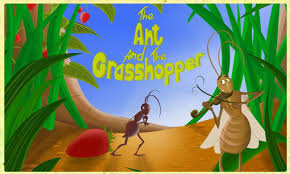 The
Ant
And The
Grasshopper